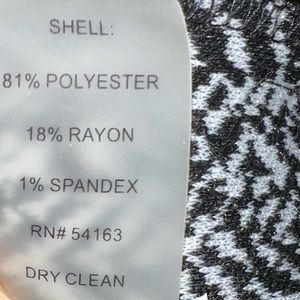 SHELL:
81% POLYESTER
18% RAYON
1% SPANDEX
RN# 54163
DRY CLEAN